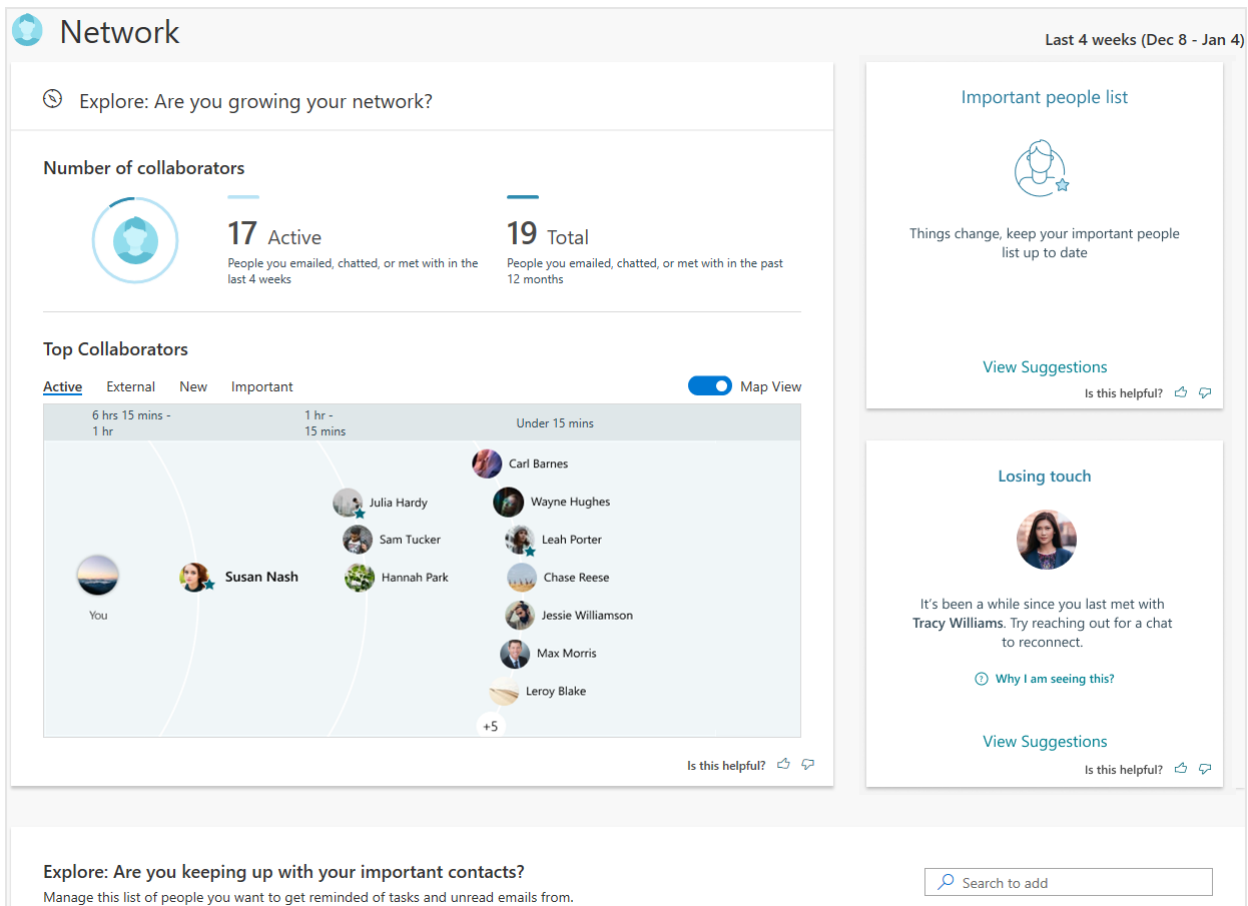 Network
Last 4 weeks (Dec 8 - Jan 4)
Explore: Are you growing your network?
Number of collaborators
17 Active
People you emailed, chatted, or met with in the
last 4 weeks
19 Total
People you emailed, chatted, or met with in the past
12 months
Top Collaborators
Active External New Important
Map View
6 hrs 15 mins -
1 hr
1 hr -
15 mins
Under 15 mins
Carl Barnes
Julia Hardy
Wayne Hughes
Sam Tucker
Leah Porter
Susan Nash
Hannah Park
Chase Reese
You
Jessie Williamson
Max Morris
Leroy Blake
+5
Is this helpful?
Important people list
Things change, keep your important people
list up to date
View Suggestions
Is this helpful?
Losing touch
It's been a while since you last met with
Tracy Williams. Try reaching out for a chat
to reconnect.
Why I am seeing this?
View Suggestions
Is this helpful?
Explore: Are you keeping up with your important contacts?
Manage this list of people you want to get reminded of tasks and unread emails from.
Search to add